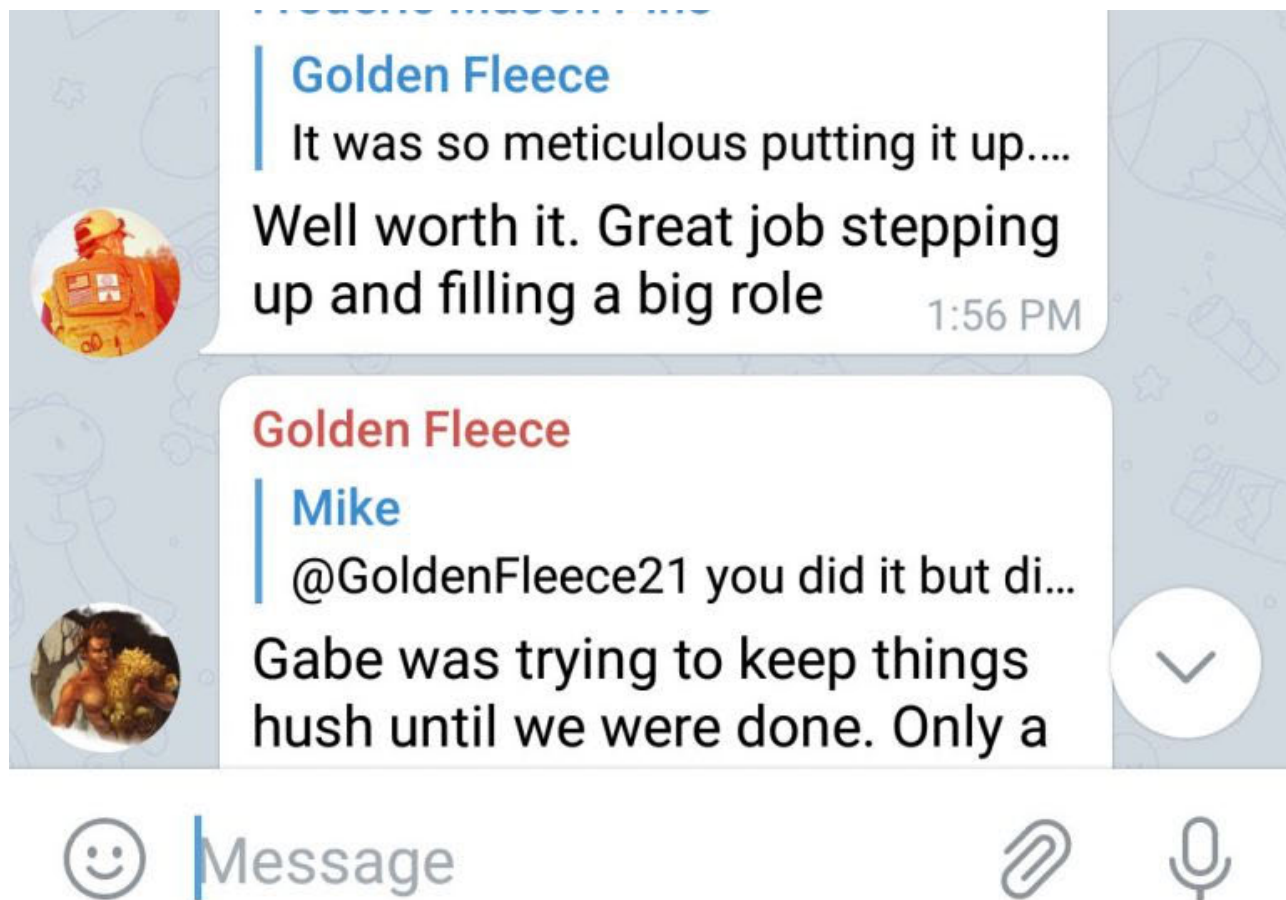 Golden Fleece
It was so meticulous putting it up....
Well worth it. Great job stepping
up and filling a big role
1:56 PM
Golden Fleece
Mike
@GoldenFleece21 you did it but di...
Gabe was trying to keep things
hush until we were done. Only a
Message